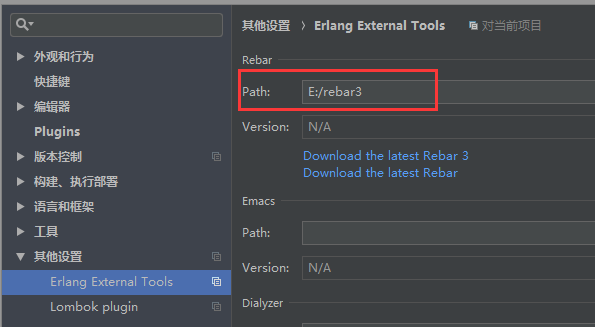 外观和行为
快捷键
编辑器
Plugins
版本控制
构建、执行部署
语言和框架
工具
其他设置
Erlang External Tools
Lombok plugin
其他设置 › Erlang External Tools 对当前项目
Rebar
Path: E:/rebar3
Version: N/A
Download the latest Rebar 3
Download the latest Rebar
Emacs
Path:
Version: N/A
Dialyzer